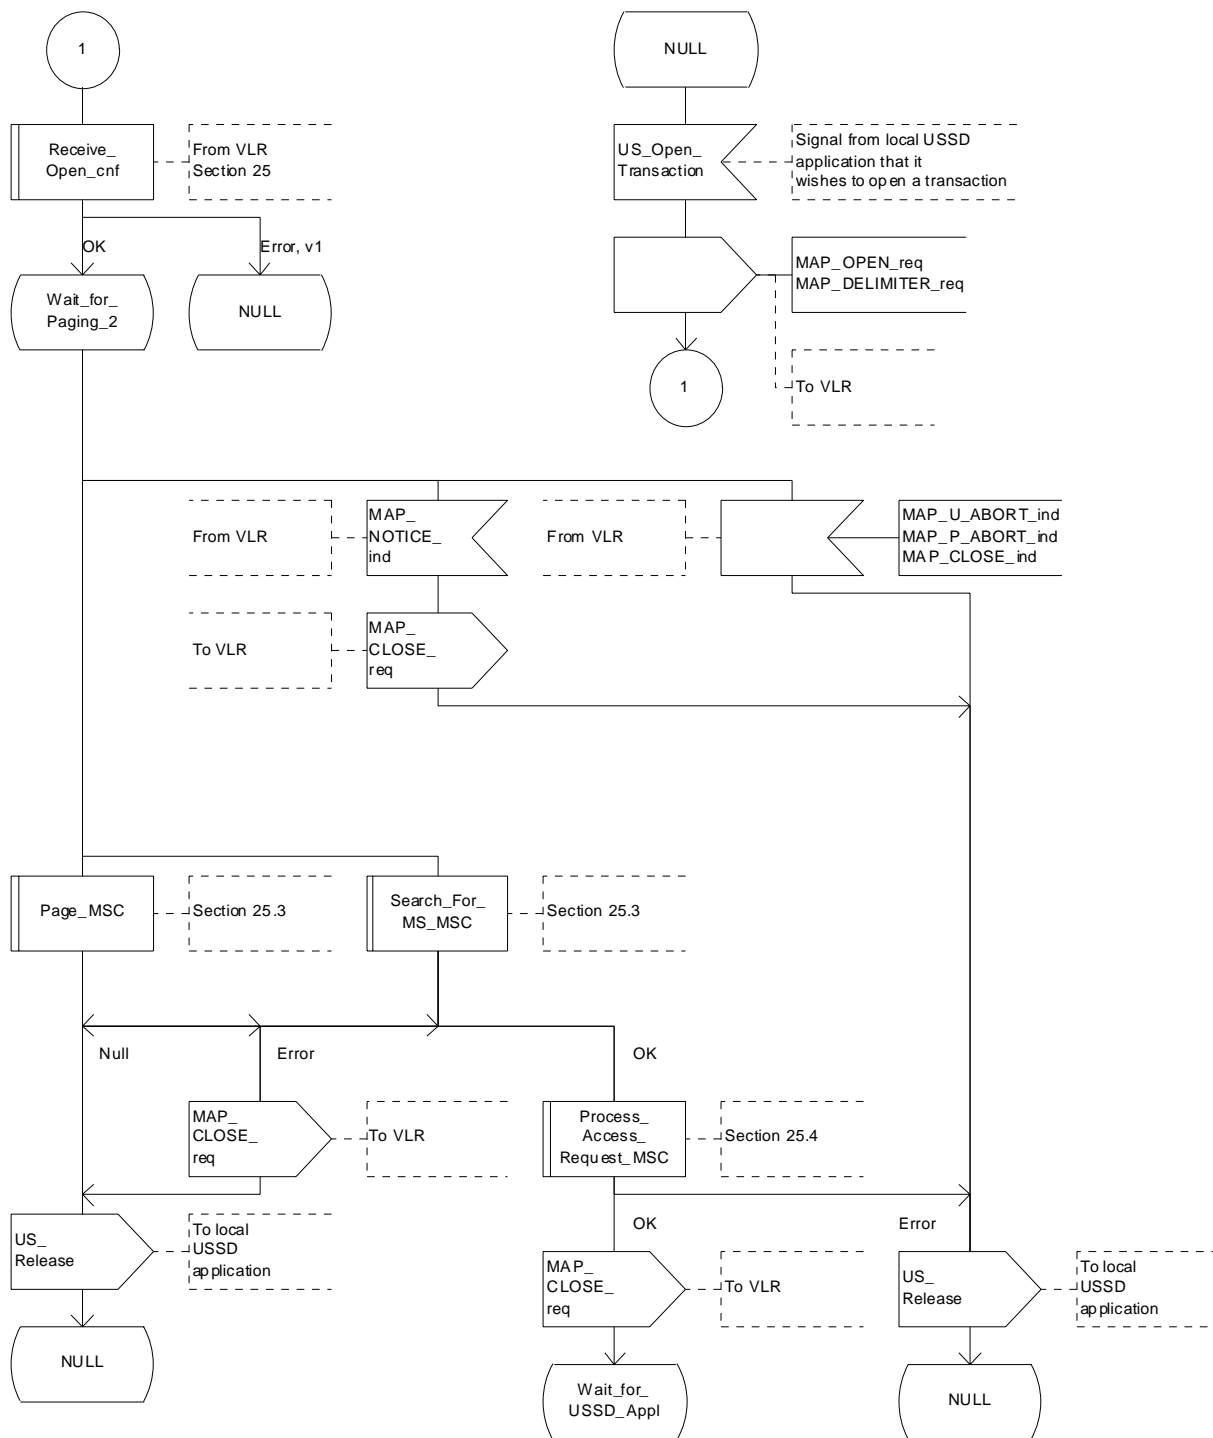 1
NULL
Receive_
Open_cnf
From VLR
Section 25
US_Open_
Transaction
Signal from local USSD
application that it
wishes to open a transaction
OK
Error, v1
MAP_OPEN_req
MAP_DELIMITER_req
Wait_for_
Paging_2
NULL
1
To VLR
From VLR
MAP_
NOTICE_
ind
From VLR
MAP_U_ABORT_ind
MAP_P_ABORT_ind
MAP_CLOSE_ind
To VLR
MAP_
CLOSE_
req
Page_MSC
Section 25.3
Search_For_
MS_MSC
Section 25.3
Null
Error
OK
MAP_
CLOSE_
req
To VLR
Process_
Access_
Request_MSC
Section 25.4
OK
Error
US_
Release
To local
USSD
application
MAP_
CLOSE_
req
To VLR
US_
Release
To local
USSD
application
NULL
Wait_for_
USSD_Appl
NULL